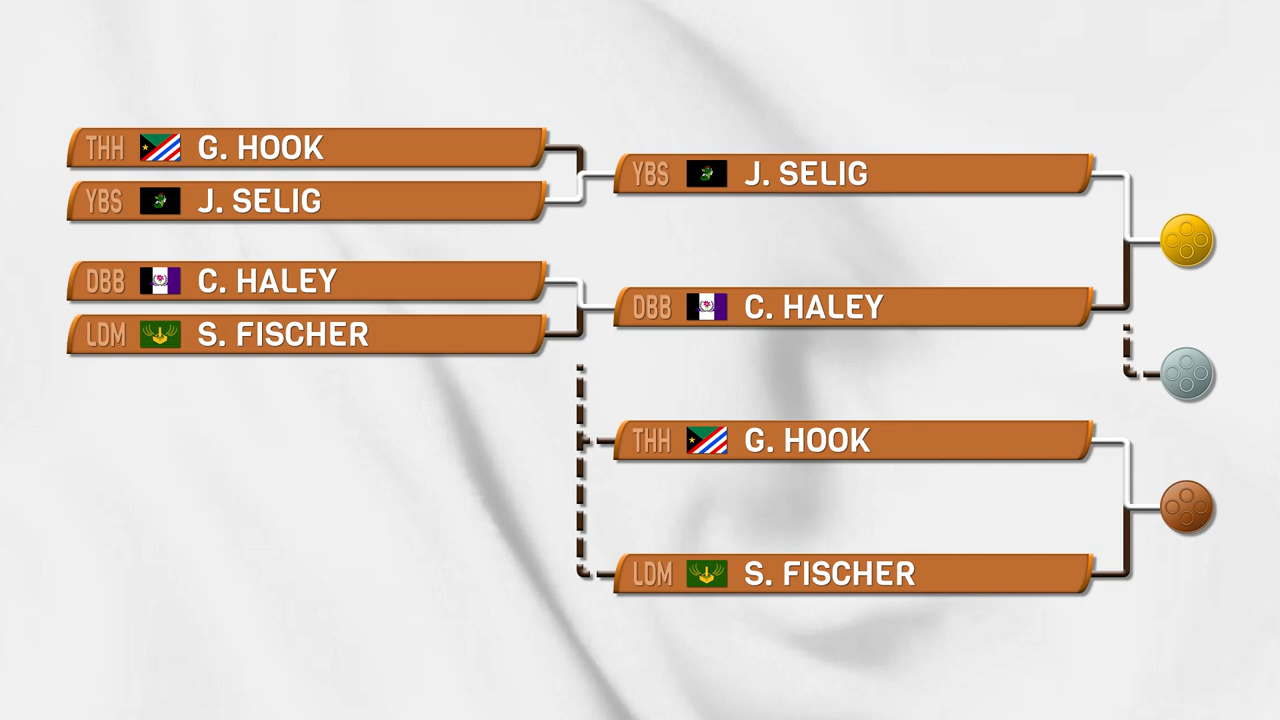 THH G. HOOK
YBS J. SELIG
DBB C. HALEY
LDM S. FISCHER
YBS J. SELIG
DBB C. HALEY
THH G. HOOK
LDM S. FISCHER